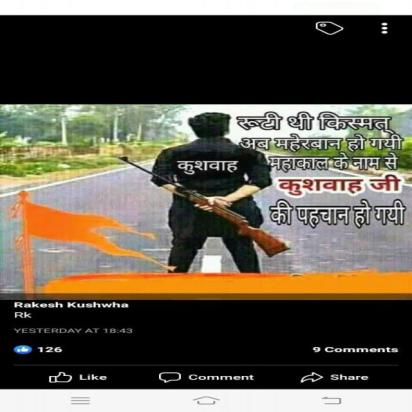 रूटी थी किस्मत्
अब महेरबान हो गयी
महाकाल के नाम से
कुशवाह
कुशवाह जी
की पहचान हो गयी
Rakesh Kushwha
Rk
YESTERDAY AT 18:43
126
9 Comments
Like
Comment
Share